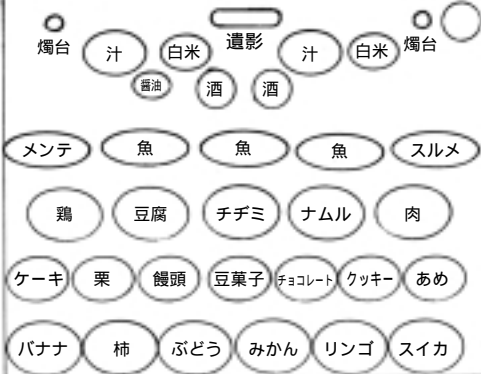 燭台 遺影 燭台
汁 白米 汁 白米
醤油 酒 酒
メンテ 魚 魚 魚 スルメ
鶏 豆腐 チヂミ ナムル 肉
ケーキ 栗 饅頭 豆菓子 チョコレート クッキー あめ
バナナ 柿 ぶどう みかん リンゴ スイカ